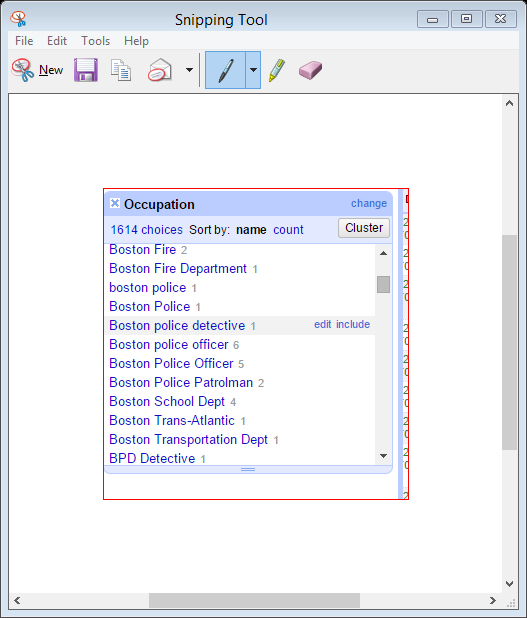 Snipping Tool
File Edit Tools Help
New
Occupation change
1614 choices Sort by: name count Cluster
Boston Fire 2
Boston Fire Department 1
boston police 1
Boston Police 1
Boston police detective 1 edit include
Boston police officer 6
Boston Police Officer 5
Boston Police Patrolman 2
Boston School Dept 4
Boston Trans-Atlantic 1
Boston Transportation Dept 1
BPD Detective 1